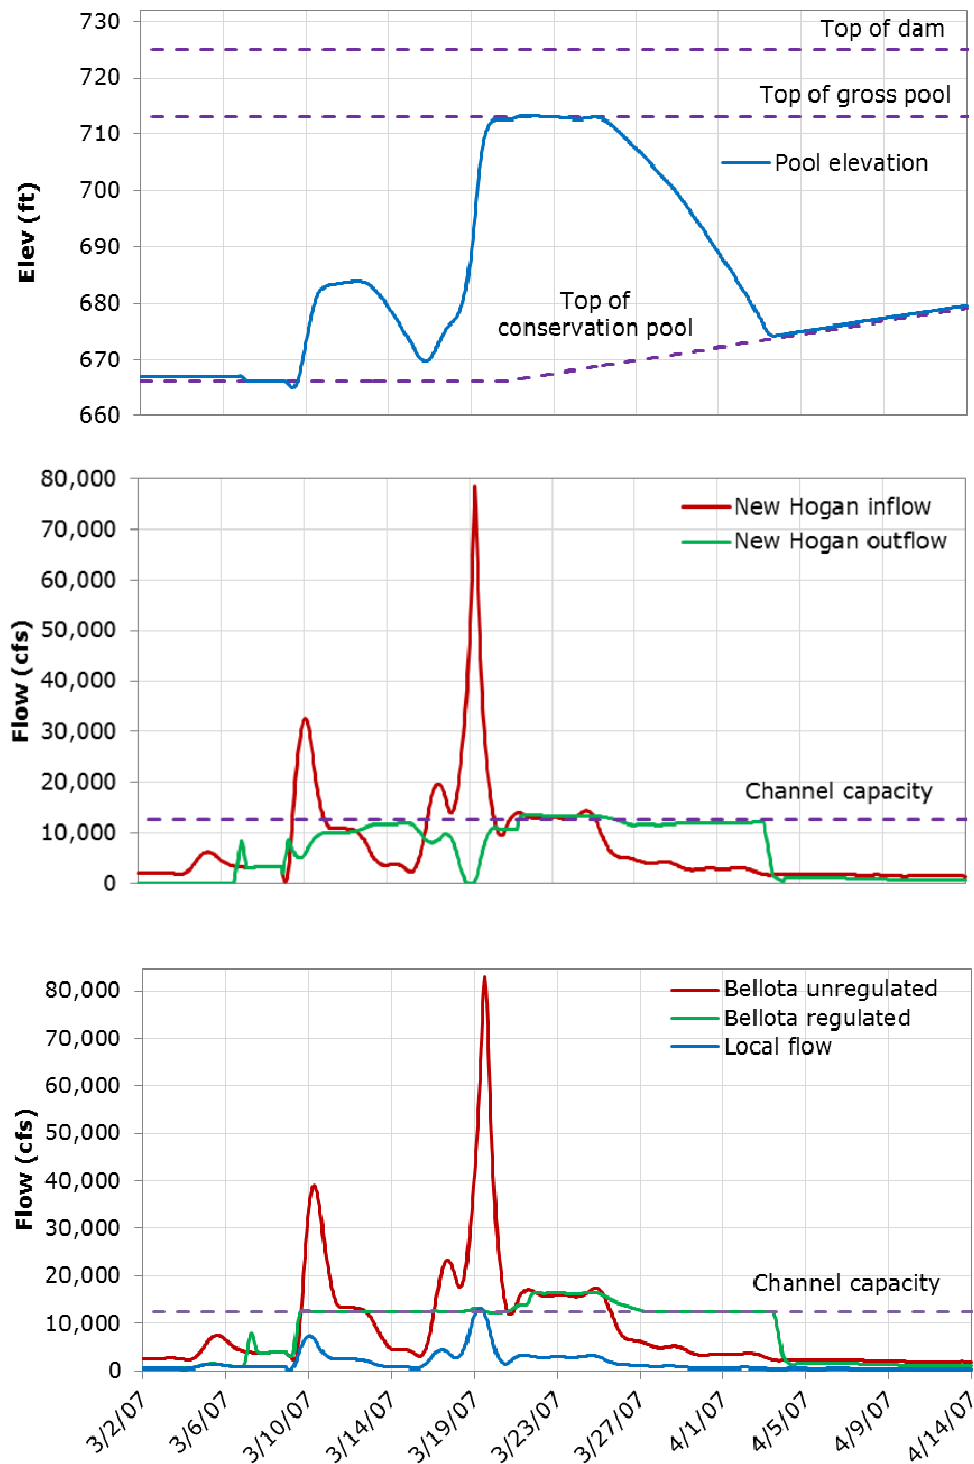 730
720
710
700
690
680
670
660
Elev (ft)
Top of dam
Top of gross pool
Pool elevation
Top of
conservation pool
80,000
70,000
60,000
50,000
40,000
30,000
20,000
10,000
0
Flow (cfs)
New Hogan inflow
New Hogan outflow
Channel capacity
80,000
70,000
60,000
50,000
40,000
30,000
20,000
10,000
0
Flow (cfs)
Bellota unregulated
Bellota regulated
Local flow
Channel capacity
3/2/07
3/6/07
3/10/07
3/14/07
3/19/07
3/23/07
3/27/07
4/1/07
4/5/07
4/9/07
4/14/07